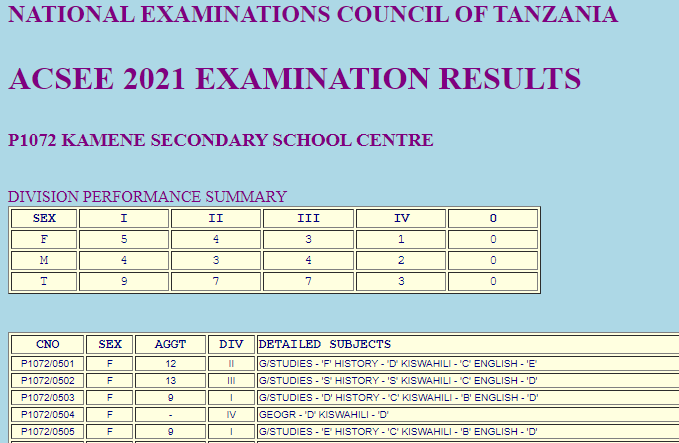 NATIONAL EXAMINATIONS COUNCIL OF TANZANIA
ACSEE 2021 EXAMINATION RESULTS
P1072 KAMENE SECONDARY SCHOOL CENTRE
DIVISION PERFORMANCE SUMMARY
SEX I II III IV 0
F 5 4 3 1 0
M 4 3 4 2 0
T 9 7 7 3 0
CNO SEX AGGT DIV DETAILED SUBJECTS
P1072/0501 F 12 II G/STUDIES - 'F' HISTORY - 'D' KISWAHILI - 'C' ENGLISH - 'E'
P1072/0502 F 13 III G/STUDIES - 'S' HISTORY - 'S' KISWAHILI - 'C' ENGLISH - 'D'
P1072/0503 F 9 I G/STUDIES - 'D' HISTORY - 'C' KISWAHILI - 'B' ENGLISH - 'D'
P1072/0504 F - IV GEOGR - 'D' KISWAHILI - 'D'
P1072/0505 F 9 I G/STUDIES - 'E' HISTORY - 'C' KISWAHILI - 'B' ENGLISH - 'D'